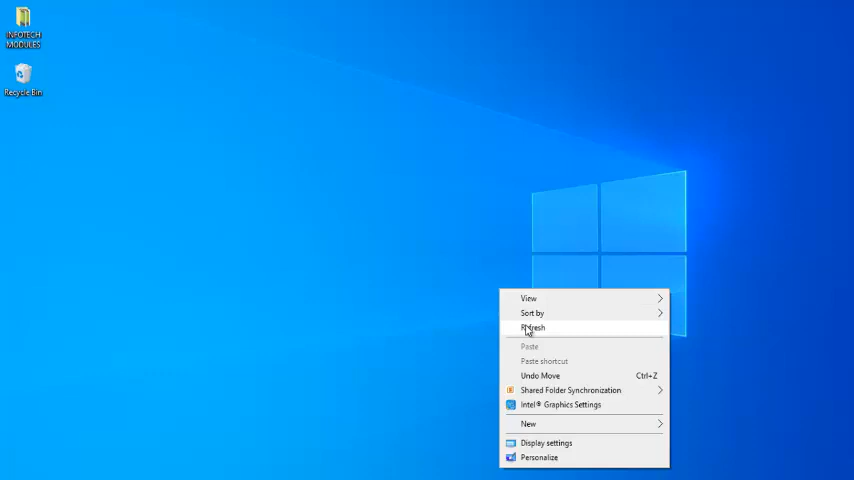 INFOTECH
MODULES
Recycle Bin
View
Sort by
Refresh
Paste
Paste shortcut
Undo Move Ctrl+Z
Shared Folder Synchronization
Intel® Graphics Settings
New
Display settings
Personalize